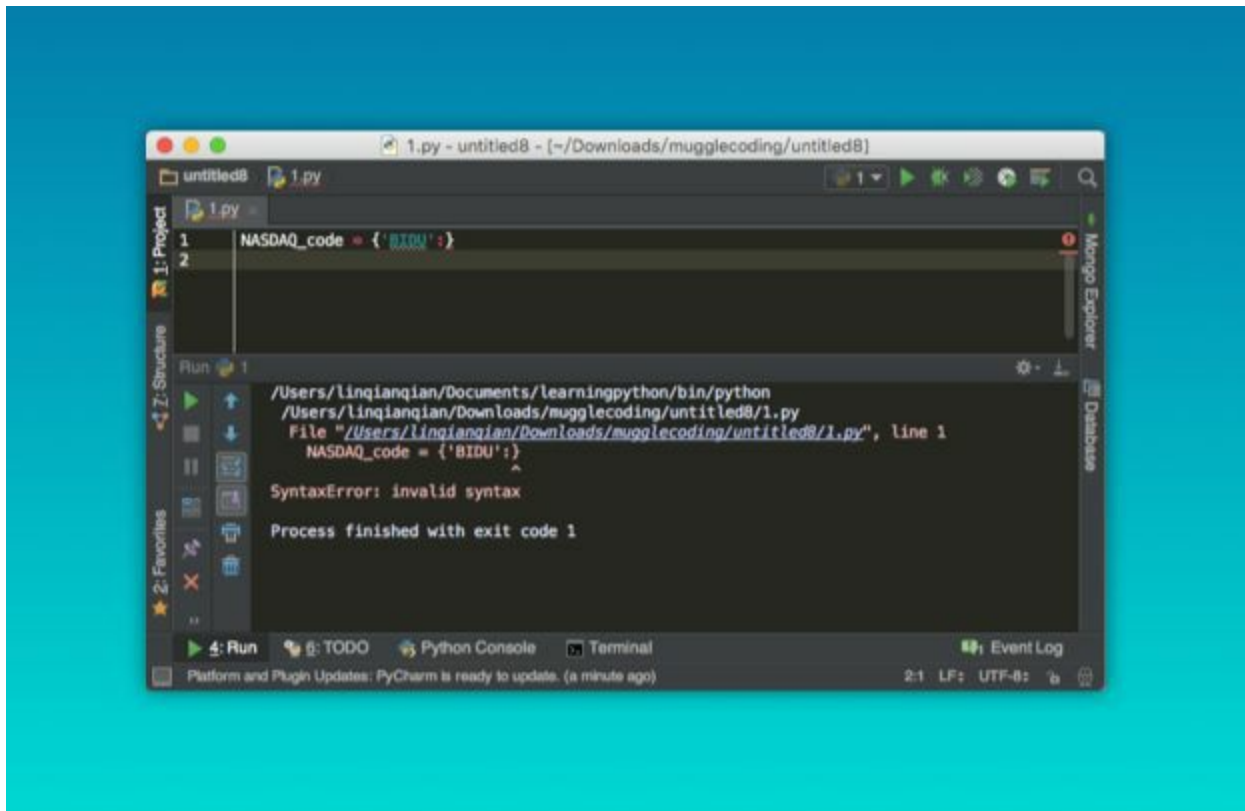 1.py - untitled8 - [~/Downloads/mugglecoding/untitled8]
untitled8 1.py 1
1.py
1: Project
7: Structure
2: Favorites
1 NASDAQ_code = {'BIDU':}
2
Mongo Explorer
Database
Run 1
/Users/linqianqian/Documents/learningpython/bin/python
/Users/linqianqian/Downloads/mugglecoding/untitled8/1.py
File "/Users/linqianqian/Downloads/mugglecoding/untitled8/1.py", line 1
NASDAQ_code = {'BIDU':}
^
SyntaxError: invalid syntax
Process finished with exit code 1
4: Run 6: TODO Python Console Terminal 1 Event Log
Platform and Plugin Updates: PyCharm is ready to update. (a minute ago) 2:1 LF: UTF-8: